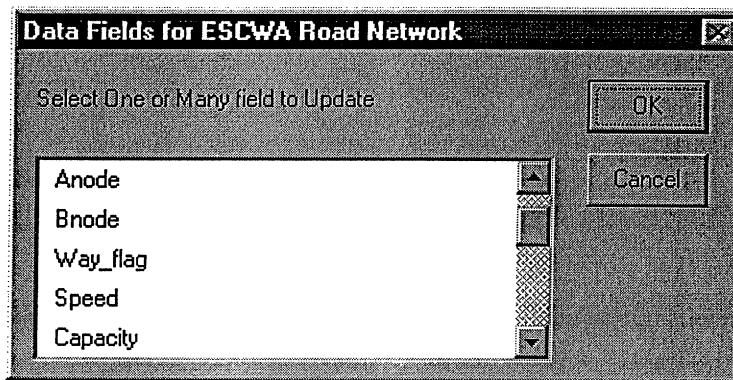 Data Fields for ESCWA Road Network
Select One or Many field to Update
OK
Anode
Cancel
Bnode
Way_flag
Speed
Capacity